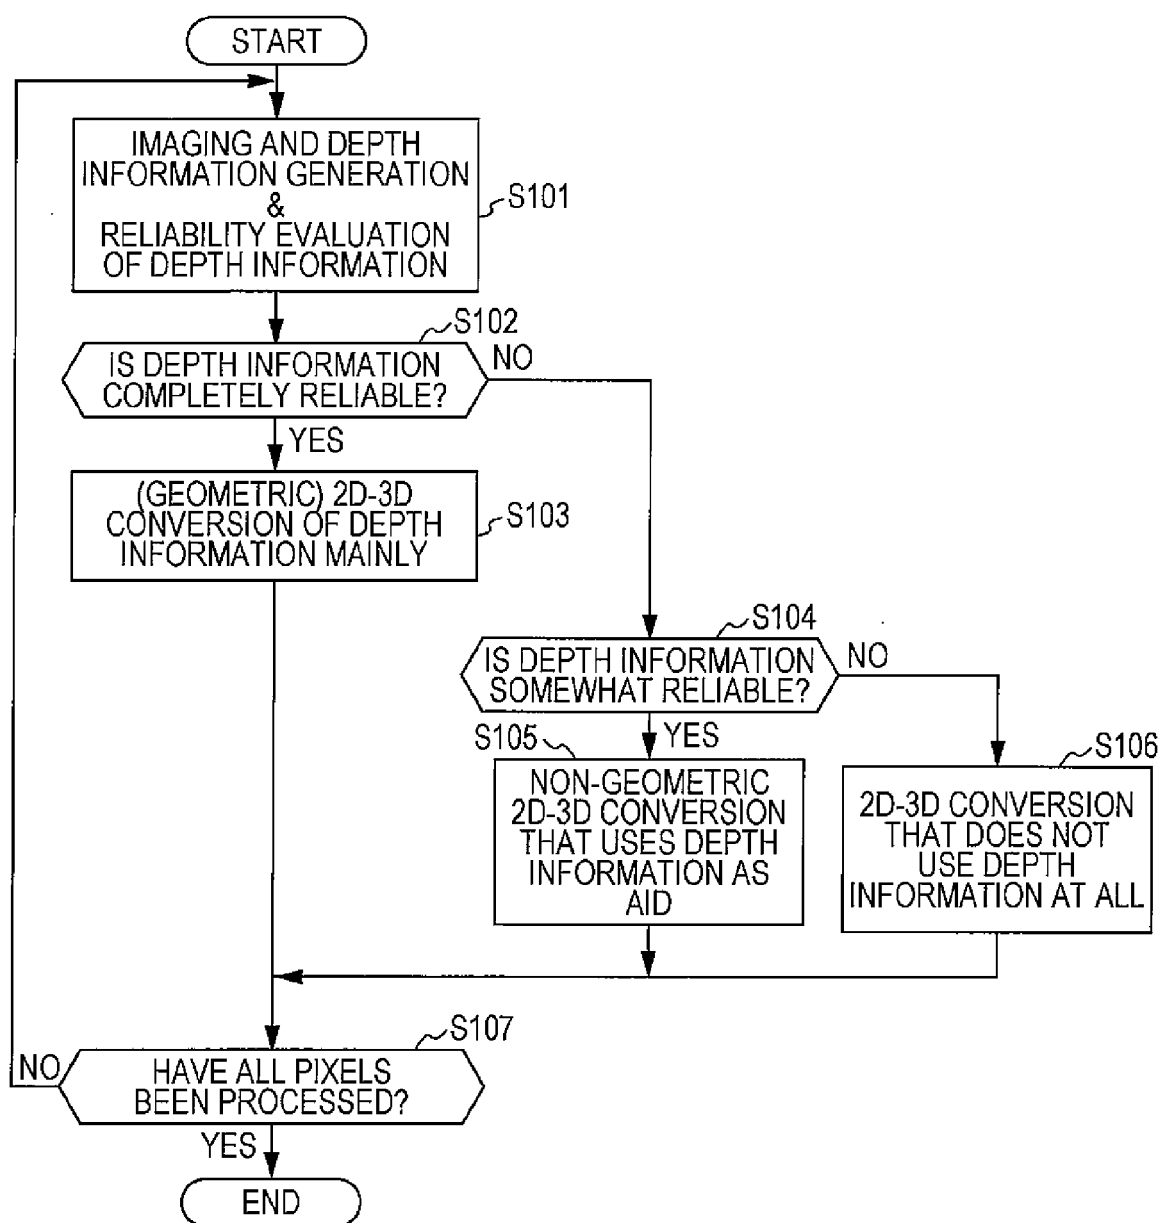 START
IMAGING AND DEPTH
INFORMATION GENERATION
&
RELIABILITY EVALUATION
OF DEPTH INFORMATION
S101
S102
IS DEPTH INFORMATION
COMPLETELY RELIABLE?
NO
YES
(GEOMETRIC) 2D-3D
CONVERSION OF DEPTH
INFORMATION MAINLY
S103
S104
IS DEPTH INFORMATION
SOMEWHAT RELIABLE?
NO
YES
S105
NON-GEOMETRIC
2D-3D CONVERSION
THAT USES DEPTH
INFORMATION AS
AID
S106
2D-3D CONVERSION
THAT DOES NOT
USE DEPTH
INFORMATION AT ALL
S107
HAVE ALL PIXELS
BEEN PROCESSED?
NO
YES
END